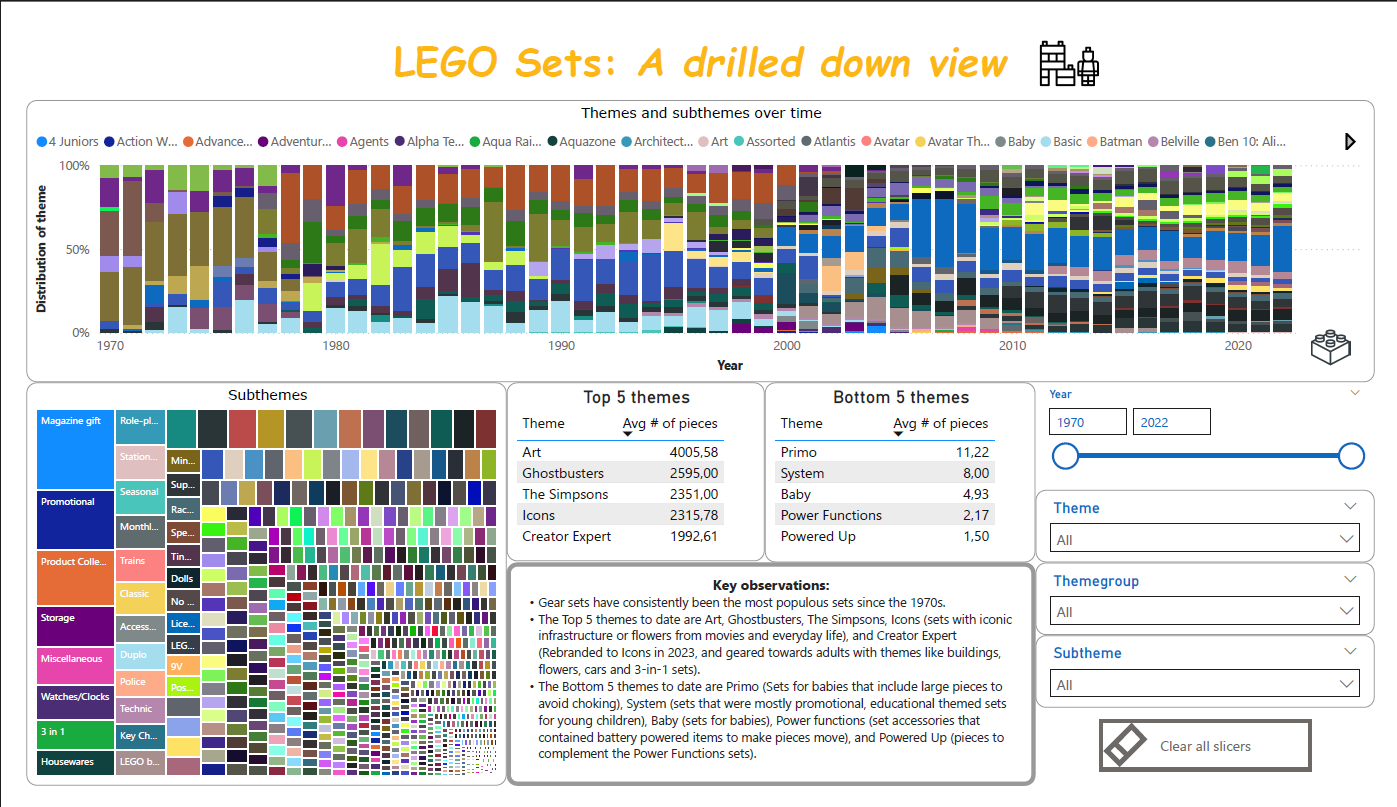 LEGO Sets: A drilled down view
Themes and subthemes over time
4 Juniors Action W... Advance... Adventur... Agents Alpha Te... Aqua Rai... Aquazone Architect... Art Assorted Atlantis Avatar Avatar Th... Baby Basic Batman Belville Ben 10: Ali...
Distribution of theme
100%
50%
0%
1970 1980 1990 2000 2010 2020
Year
Subthemes
Magazine gift
Promotional
Product Colle...
Storage
Miscellaneous
Watches/Clocks
3 in 1
Housewares
Role-pl...
Station...
Seasonal
Monthl...
Trains
Classic
Access...
Duplo
Police
Technic
Key Ch...
LEGO b...
Min...
Sup...
Rac...
Spe...
Tin...
Dolls
No ...
Lice...
LEG...
9V
Pos...
Top 5 themes
Theme Avg # of pieces
Art 4005,58
Ghostbusters 2595,00
The Simpsons 2351,00
Icons 2315,78
Creator Expert 1992,61
Bottom 5 themes
Theme Avg # of pieces
Primo 11,22
System 8,00
Baby 4,93
Power Functions 2,17
Powered Up 1,50
Key observations:
• Gear sets have consistently been the most populous sets since the 1970s.
• The Top 5 themes to date are Art, Ghostbusters, The Simpsons, Icons (sets with iconic
infrastructure or flowers from movies and everyday life), and Creator Expert
(Rebranded to Icons in 2023, and geared towards adults with themes like buildings,
flowers, cars and 3-in-1 sets).
• The Bottom 5 themes to date are Primo (Sets for babies that include large pieces to
avoid choking), System (sets that were mostly promotional, educational themed sets
for young children), Baby (sets for babies), Power functions (set accessories that
contained battery powered items to make pieces move), and Powered Up (pieces to
complement the Power Functions sets).
Year
1970 2022
Theme
All
Themegroup
All
Subtheme
All
Clear all slicers